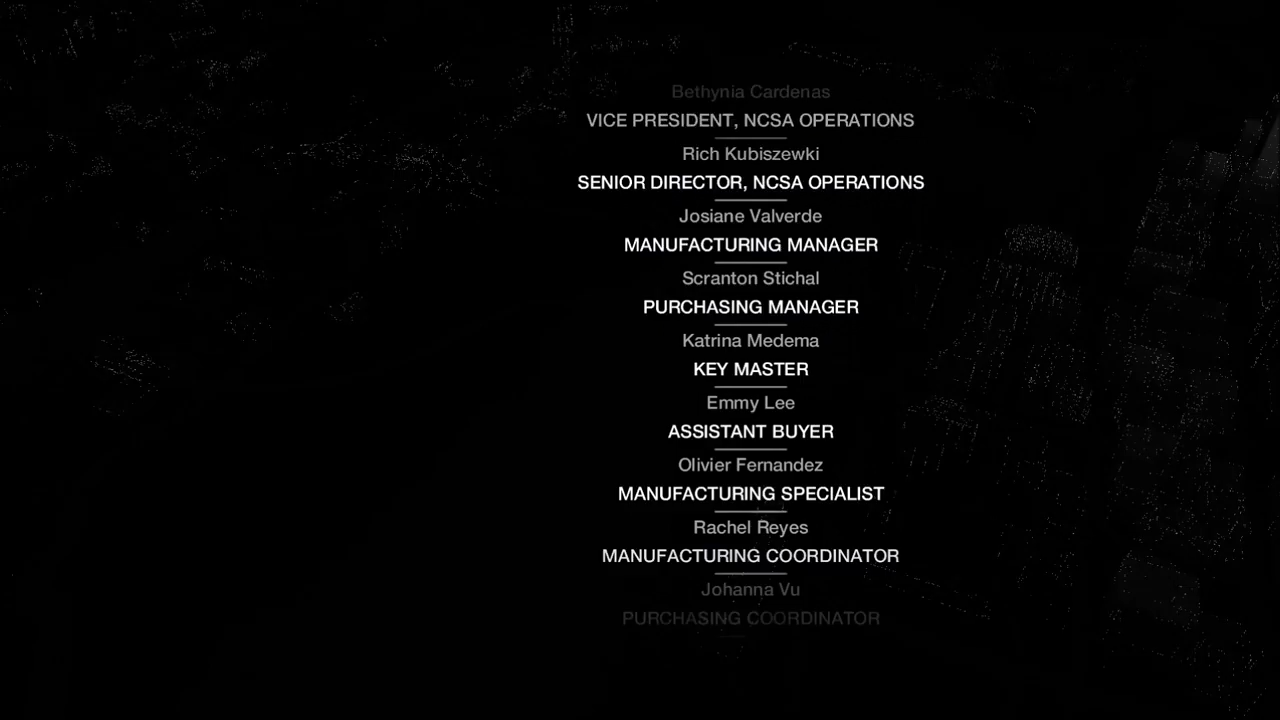 Bethynia Cardenas
VICE PRESIDENT, NCSA OPERATIONS
Rich Kubiszewki
SENIOR DIRECTOR, NCSA OPERATIONS
Josiane Valverde
MANUFACTURING MANAGER
Scranton Stichal
PURCHASING MANAGER
Katrina Medema
KEY MASTER
Emmy Lee
ASSISTANT BUYER
Olivier Fernandez
MANUFACTURING SPECIALIST
Rachel Reyes
MANUFACTURING COORDINATOR
Johanna Vu
PURCHASING COORDINATOR